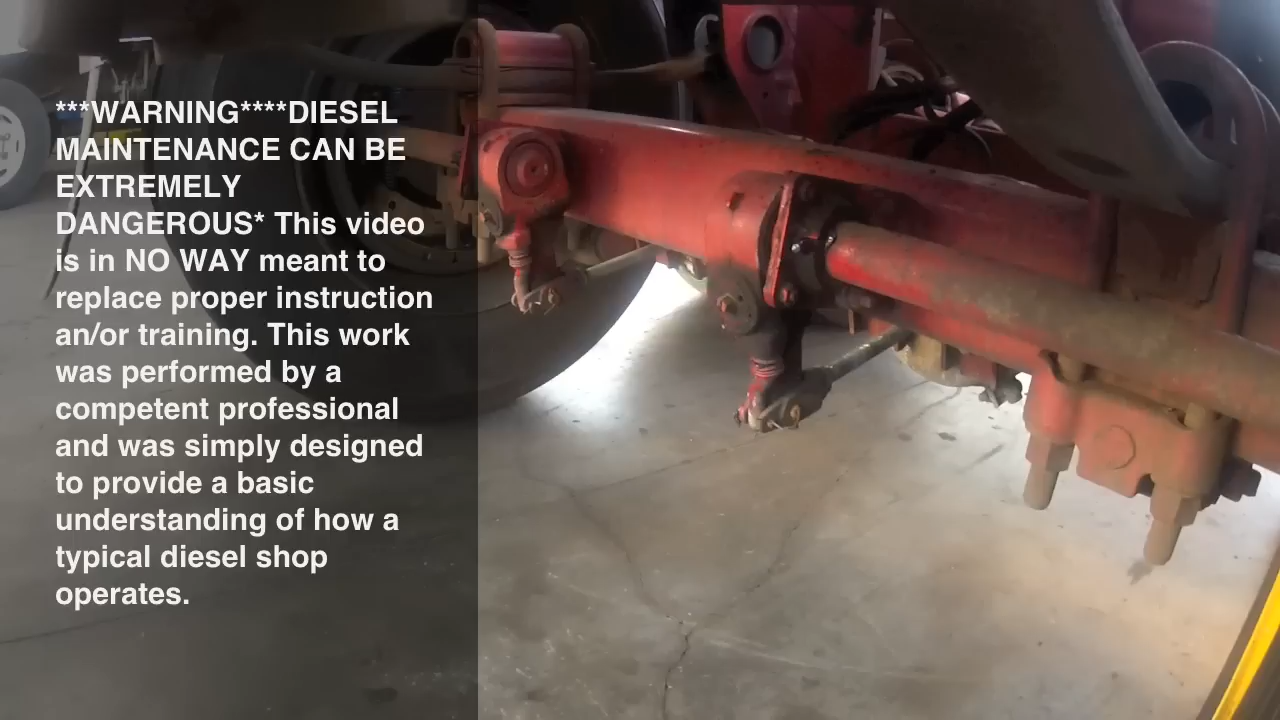 ***WARNING****DIESEL
MAINTENANCE CAN BE
EXTREMELY
DANGEROUS* This video
is in NO WAY meant to
replace proper instruction
an/or training. This work
was performed by a
competent professional
and was simply designed
to provide a basic
understanding of how a
typical diesel shop
operates.